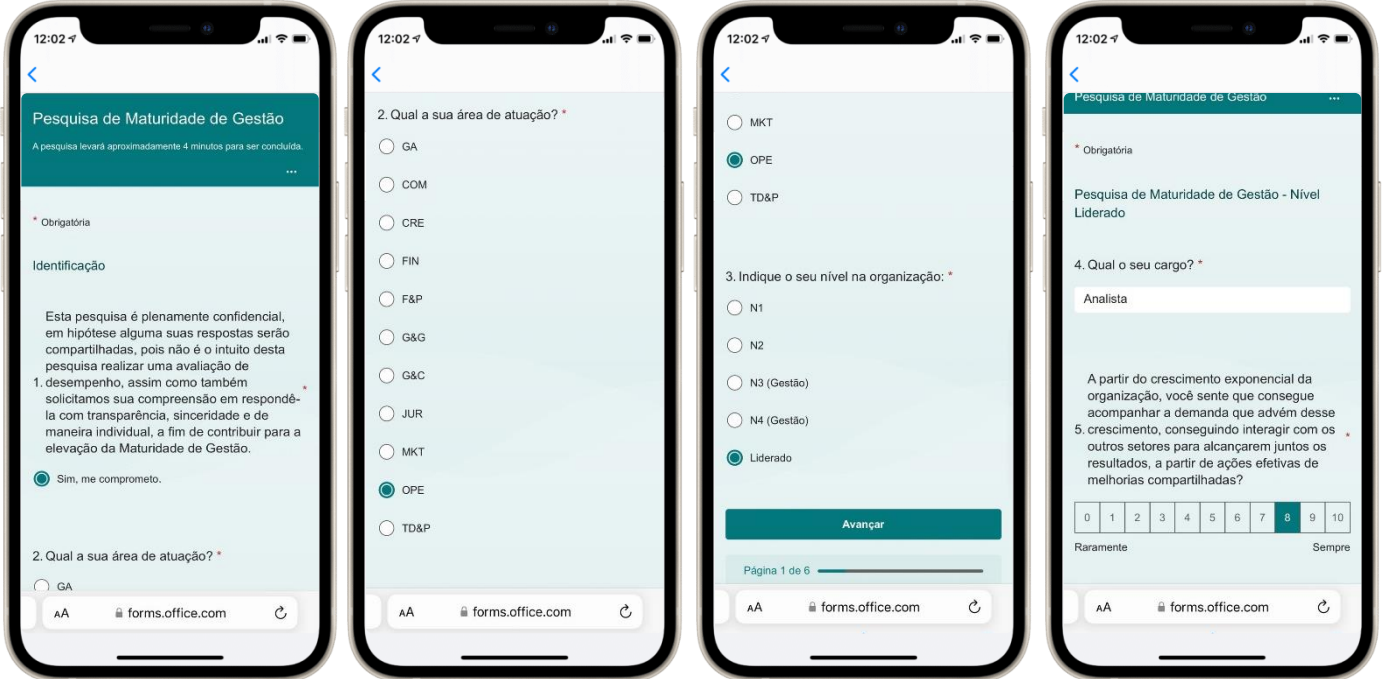 12:02
Pesquisa de Maturidade de Gestão
A pesquisa levará aproximadamente 4 minutos para ser concluída.
...
* Obrigatória
Identificação
Esta pesquisa é plenamente confidencial,
em hipótese alguma suas respostas serão
compartilhadas, pois não é o intuito desta
pesquisa realizar uma avaliação de
1. desempenho, assim como também *
solicitamos sua compreensão em respondê-
la com transparência, sinceridade e de
maneira individual, a fim de contribuir para a
elevação da Maturidade de Gestão.
Sim, me comprometo.
2. Qual a sua área de atuação? *
GA
AA forms.office.com
12:02
2. Qual a sua área de atuação? *
GA
COM
CRE
FIN
F&P
G&G
G&C
JUR
MKT
OPE
TD&P
AA forms.office.com
12:02
MKT
OPE
TD&P
3. Indique o seu nível na organização: *
N1
N2
N3 (Gestão)
N4 (Gestão)
Liderado
Avançar
Página 1 de 6
AA forms.office.com
12:02
Pesquisa de Maturidade de Gestão ...
* Obrigatória
Pesquisa de Maturidade de Gestão - Nível
Liderado
4. Qual o seu cargo? *
Analista
A partir do crescimento exponencial da
organização, você sente que consegue
acompanhar a demanda que advém desse
5. crescimento, conseguindo interagir com os *
outros setores para alcançarem juntos os
resultados, a partir de ações efetivas de
melhorias compartilhadas?
0 1 2 3 4 5 6 7 8 9 10
Raramente Sempre
AA forms.office.com